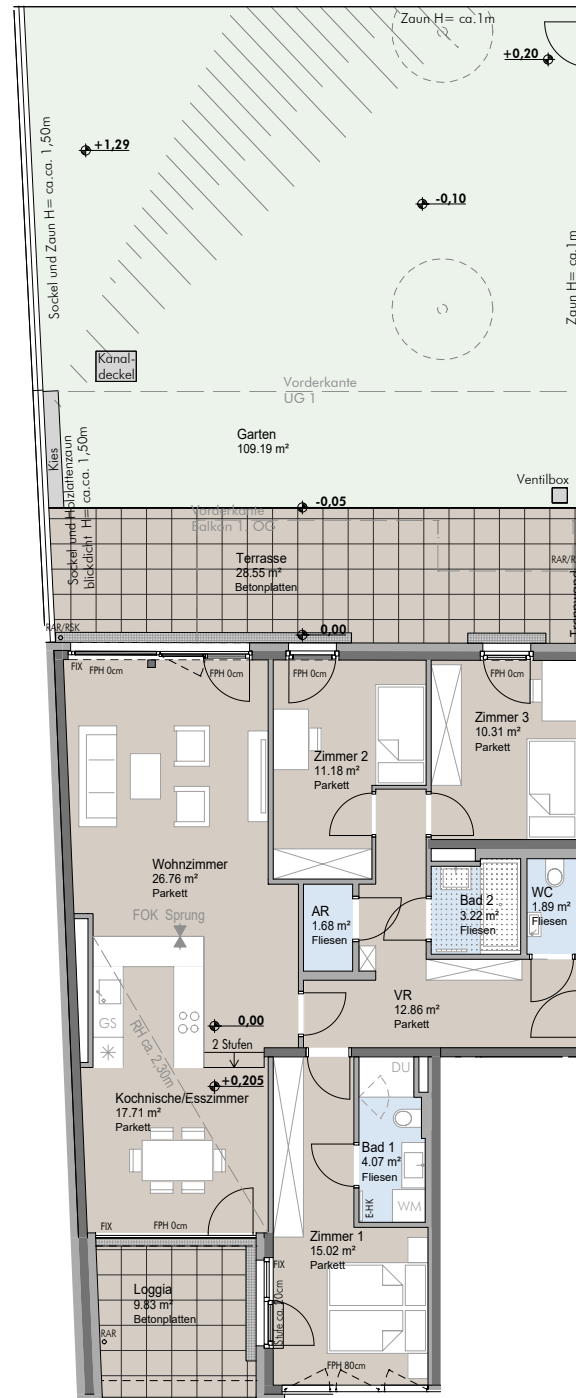 Zaun H= ca.1m
+0,20
Sockel und Zaun H= ca.ca. 1,50m
+1,29
-0,10
Zaun H= ca.1m
Kanal-
deckel
Vorderkante
UG 1
Garten
109.19 m²
Kies
Sockel und Holzlattenzaun
blickdicht H= ca.ca. 1,50m
Ventilbox
-0,05
Vorderkante
Balkon 1. OG
Terrasse
28.55 m²
Betonplatten
RAR/R
Trennwand
RAR/RSK
0,00
FIX
FPH 0cm
FPH 0cm
FPH 0cm
FPH 0cm
Zimmer 3
10.31 m²
Parkett
Zimmer 2
11.18 m²
Parkett
Wohnzimmer
26.76 m²
Parkett
FOK Sprung
AR
1.68 m²
Fliesen
Bad 2
3.22 m²
Fliesen
WC
1.89 m²
Fliesen
VR
12.86 m²
Parkett
GS
RH ca. 2,30m
0,00
2 Stufen
+0,205
Kochnische/Esszimmer
17.71 m²
Parkett
DU
Bad 1
4.07 m²
Fliesen
E-HK
WM
FIX
FPH 0cm
Zimmer 1
15.02 m²
Parkett
FIX
Stufe ca. 20cm
Loggia
9.83 m²
Betonplatten
RAR
FPH 80cm